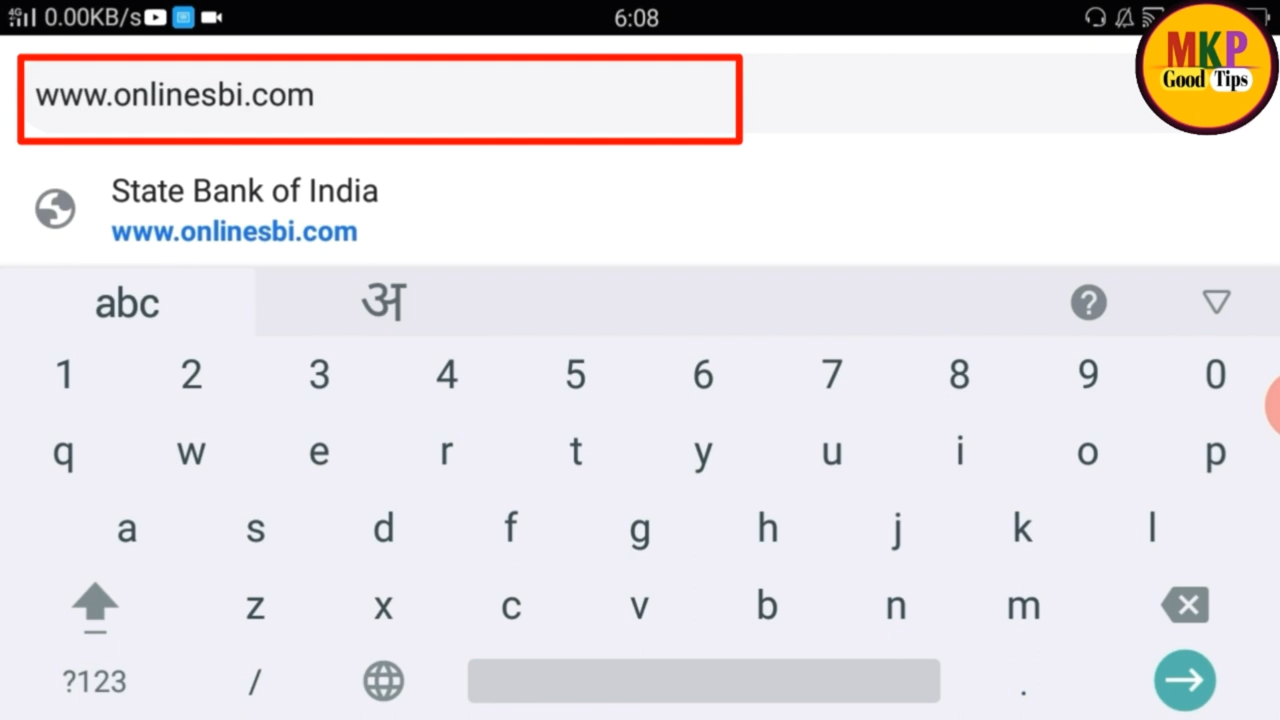 4G 0.00KB/s 6:08
MKP
Good Tips
www.onlinesbi.com
State Bank of India
www.onlinesbi.com
abc अ ?
1 2 3 4 5 6 7 8 9 0
q w e r t y u i o p
a s d f g h j k l
z x c v b n m
?123 / .